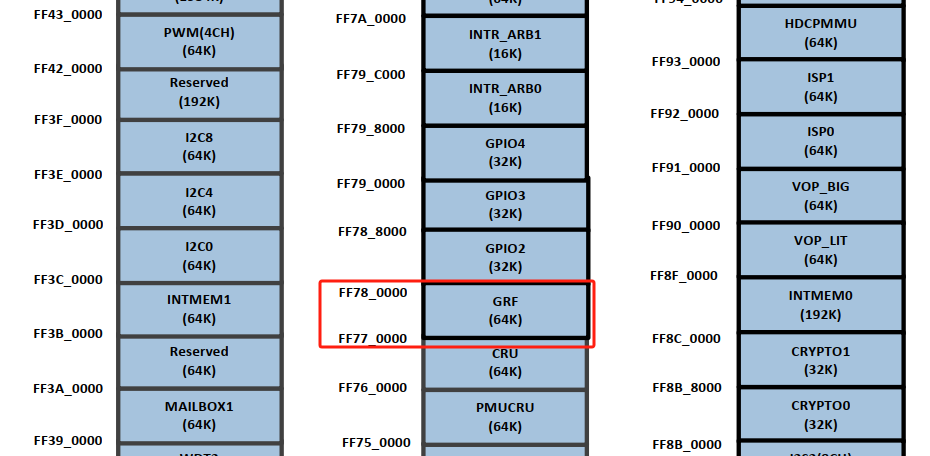 (256K)
FF43_0000
PWM(4CH)
(64K)
FF42_0000
Reserved
(192K)
FF3F_0000
I2C8
(64K)
FF3E_0000
I2C4
(64K)
FF3D_0000
I2C0
(64K)
FF3C_0000
INTMEM1
(64K)
FF3B_0000
Reserved
(64K)
FF3A_0000
MAILBOX1
(64K)
FF39_0000
(64K)
FF7A_0000
INTR_ARB1
(16K)
FF79_C000
INTR_ARB0
(16K)
FF79_8000
GPIO4
(32K)
FF79_0000
GPIO3
(32K)
FF78_8000
GPIO2
(32K)
FF78_0000
GRF
(64K)
FF77_0000
CRU
(64K)
FF76_0000
PMUCRU
(64K)
FF75_0000
FF94_0000
HDCPMMU
(64K)
FF93_0000
ISP1
(64K)
FF92_0000
ISP0
(64K)
FF91_0000
VOP_BIG
(64K)
FF90_0000
VOP_LIT
(64K)
FF8F_0000
INTMEM0
(192K)
FF8C_0000
CRYPTO1
(32K)
FF8B_8000
CRYPTO0
(32K)
FF8B_0000